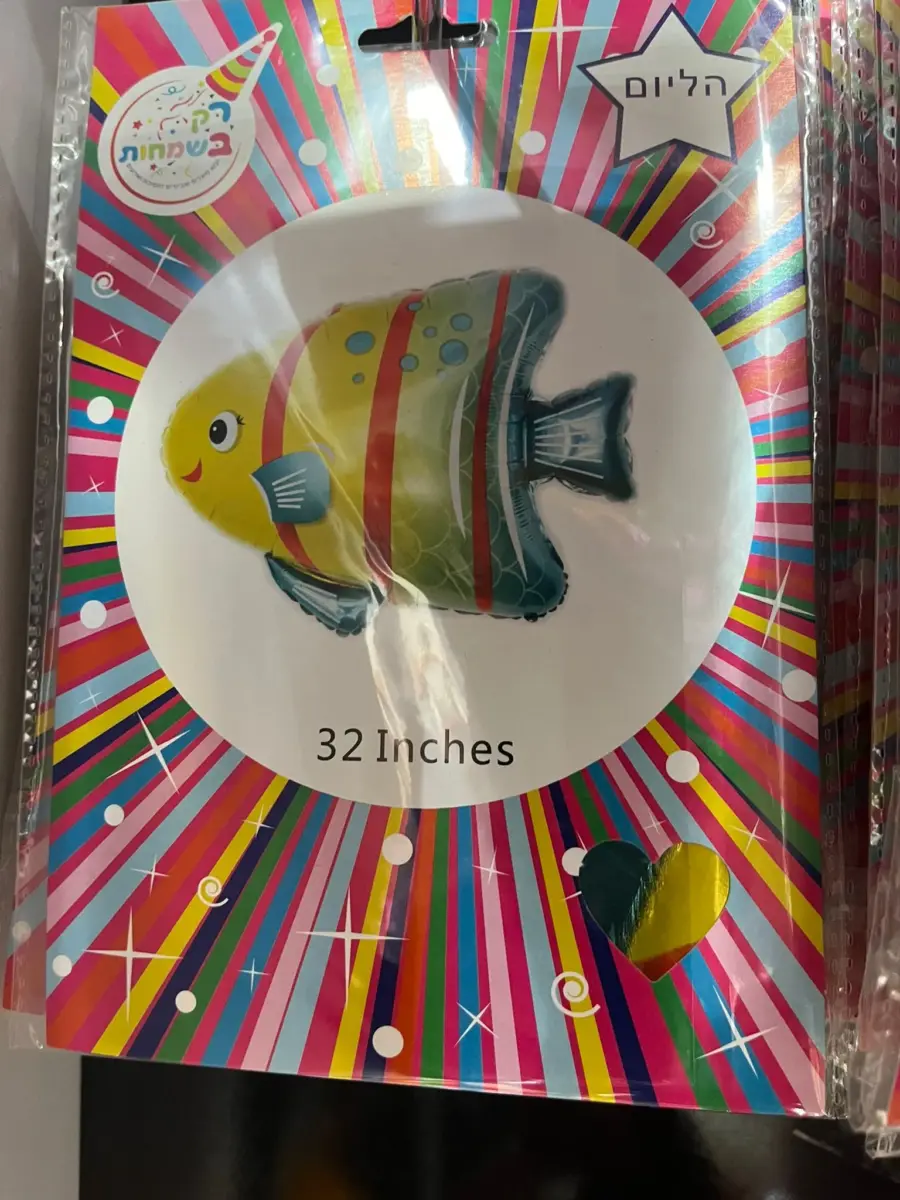 רק
בשמחות
הליום
32 Inches